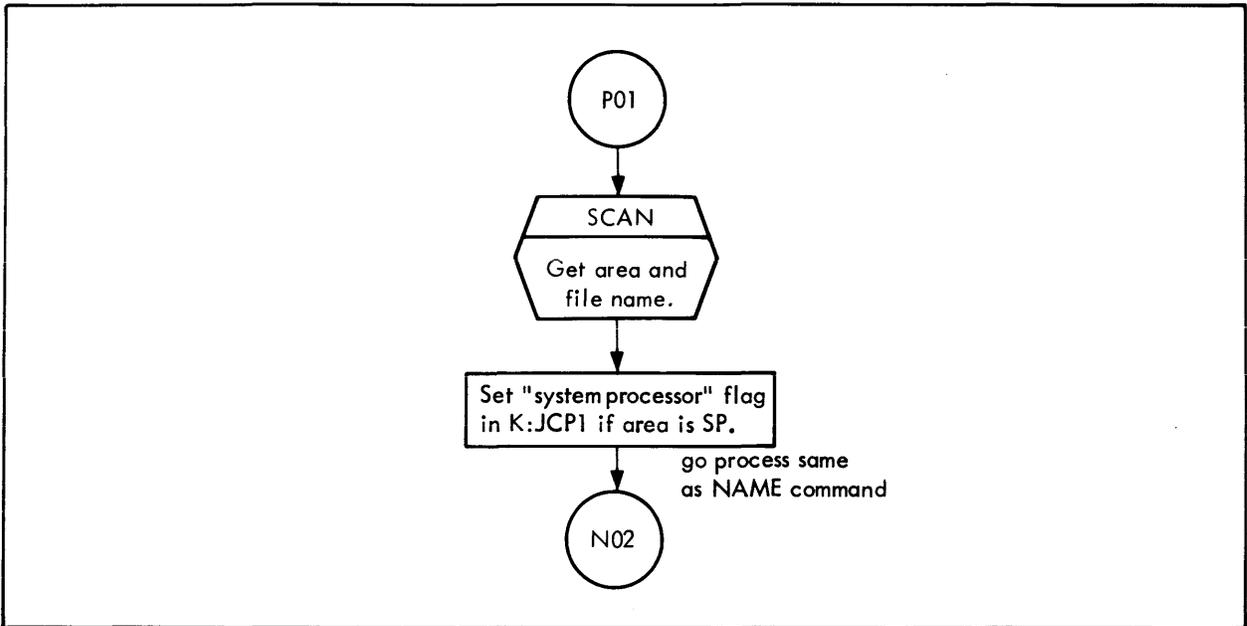 P01
SCAN
Get area and
file name.
Set "system processor" flag
in K:JCP1 if area is SP.
go process same
as NAME command
N02